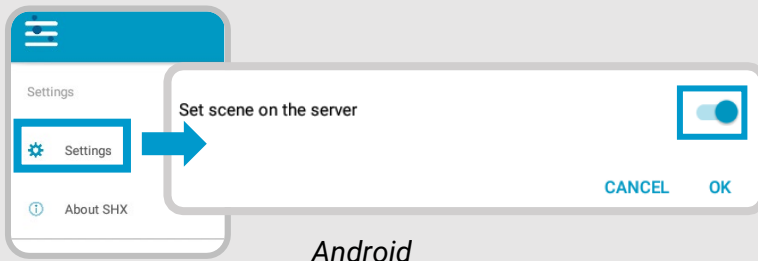 Settings
Settings
About SHX
Set scene on the server
CANCEL OK
Android